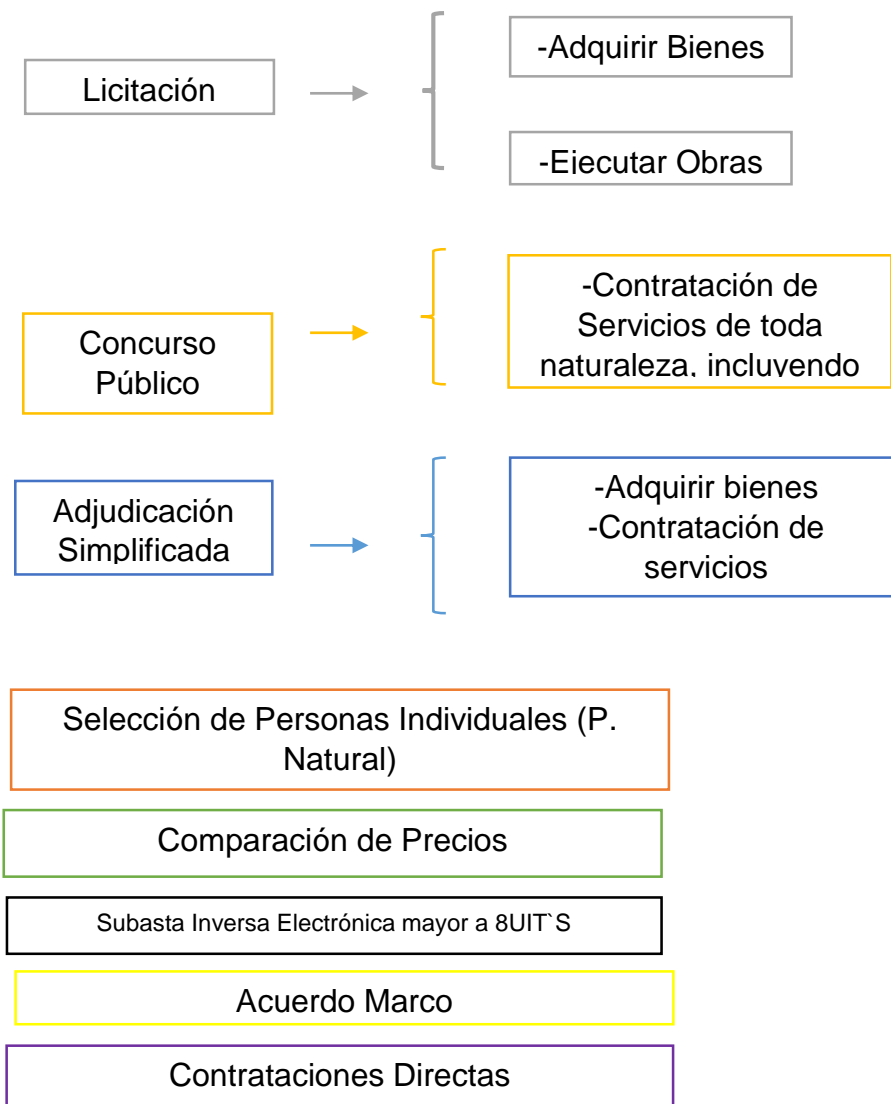 Licitación
-Adquirir Bienes
-Ejecutar Obras
Concurso
Público
-Contratación de
Servicios de toda
naturaleza, incluyendo
Adjudicación
Simplificada
-Adquirir bienes
-Contratación de
servicios
Selección de Personas Individuales (P.
Natural)
Comparación de Precios
Subasta Inversa Electrónica mayor a 8UIT`S
Acuerdo Marco
Contrataciones Directas